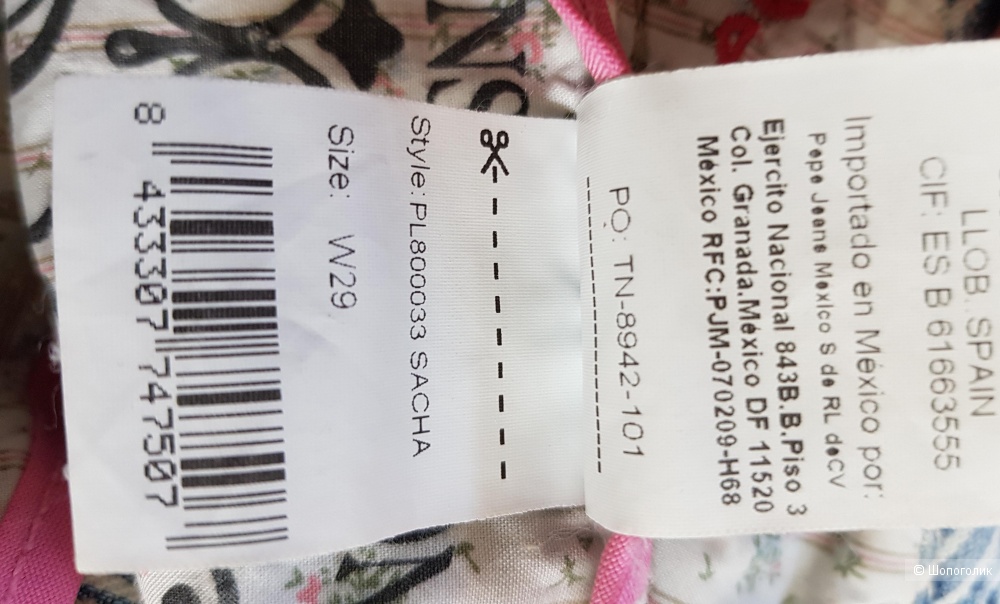 LLOB. SPAIN
CIF: ES B 61663555
Importado en México por:
Pepe Jeans Mexico S de RL deCV
Ejercito Nacional 843B.B.Piso 3
Col. Granada.México DF 11520
México RFC:PJM-070209-H68
PO: TN-8942-101
Style: PL800033 SACHA
Size: W29
8 433307 747507
NS
© Шопоголик